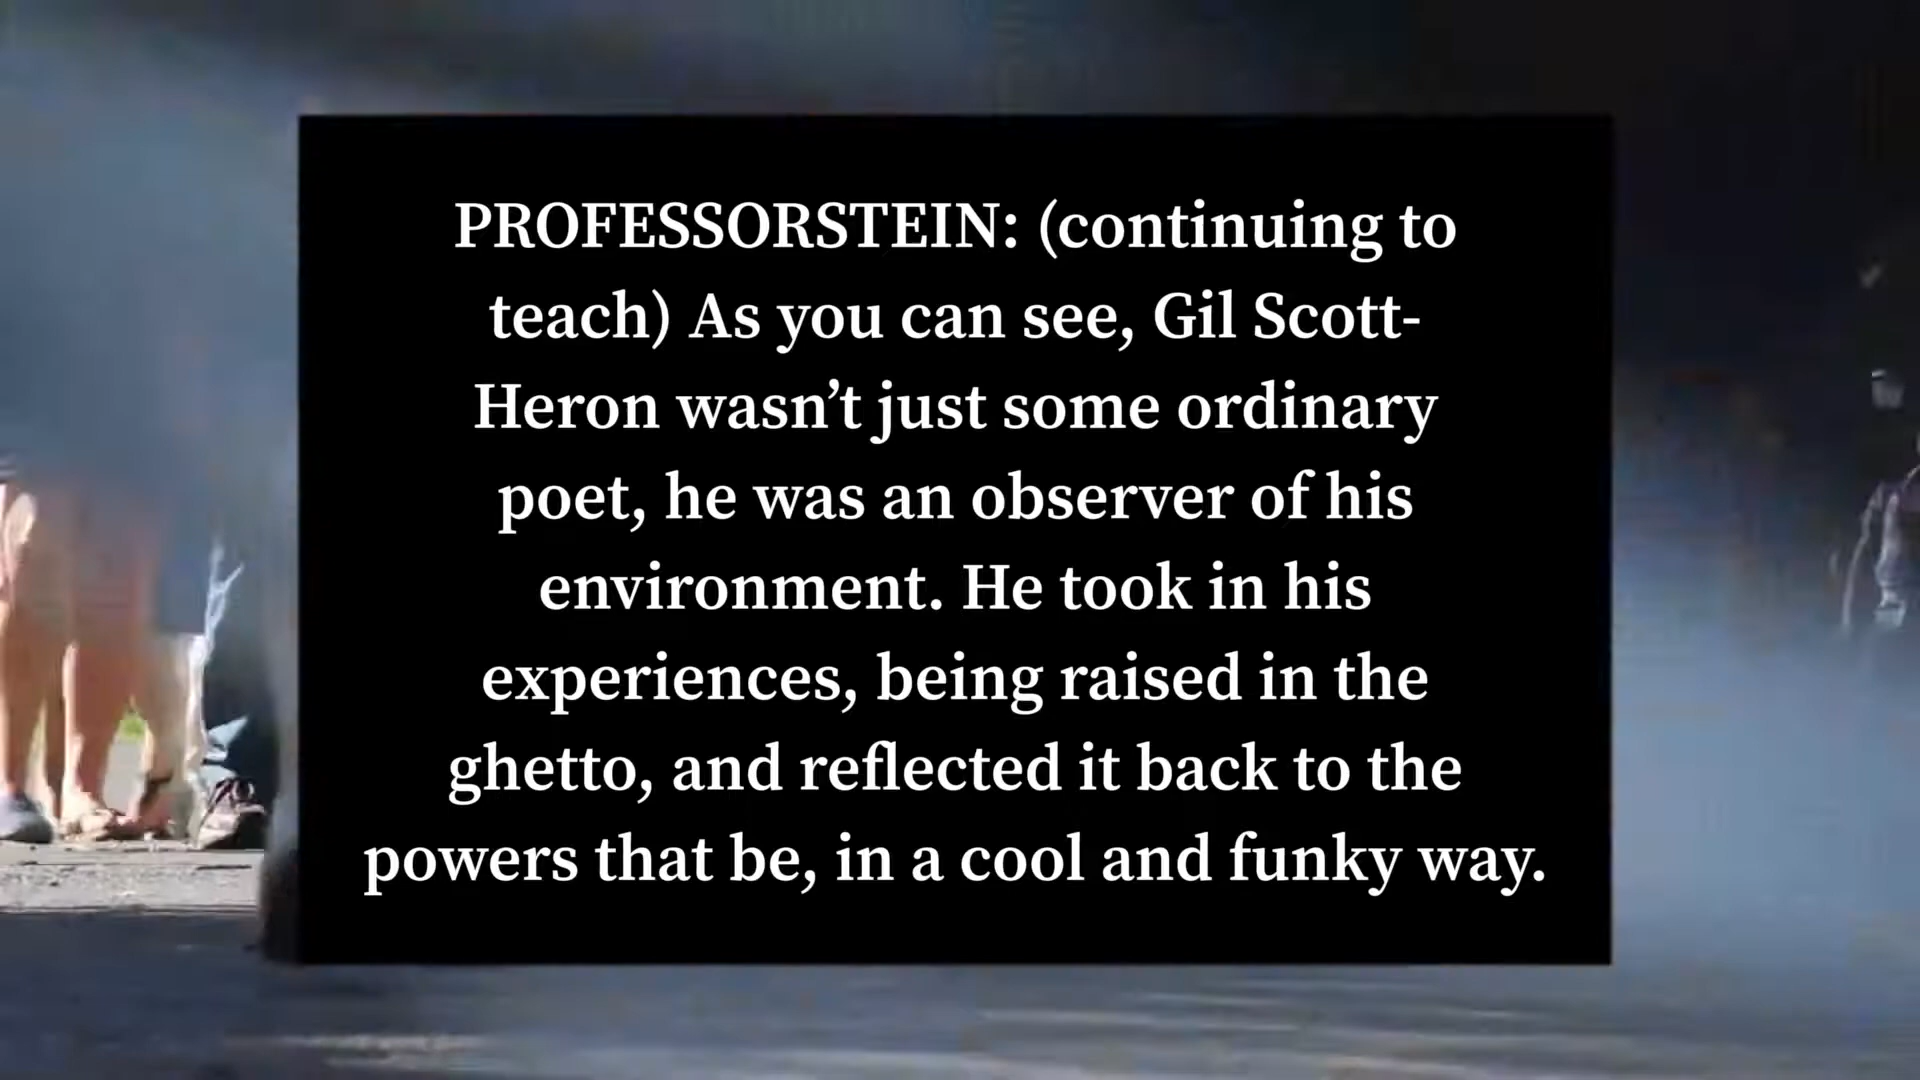 PROFESSORSTEIN: (continuing to
teach) As you can see, Gil Scott-
Heron wasn’t just some ordinary
poet, he was an observer of his
environment. He took in his
experiences, being raised in the
ghetto, and reflected it back to the
powers that be, in a cool and funky way.